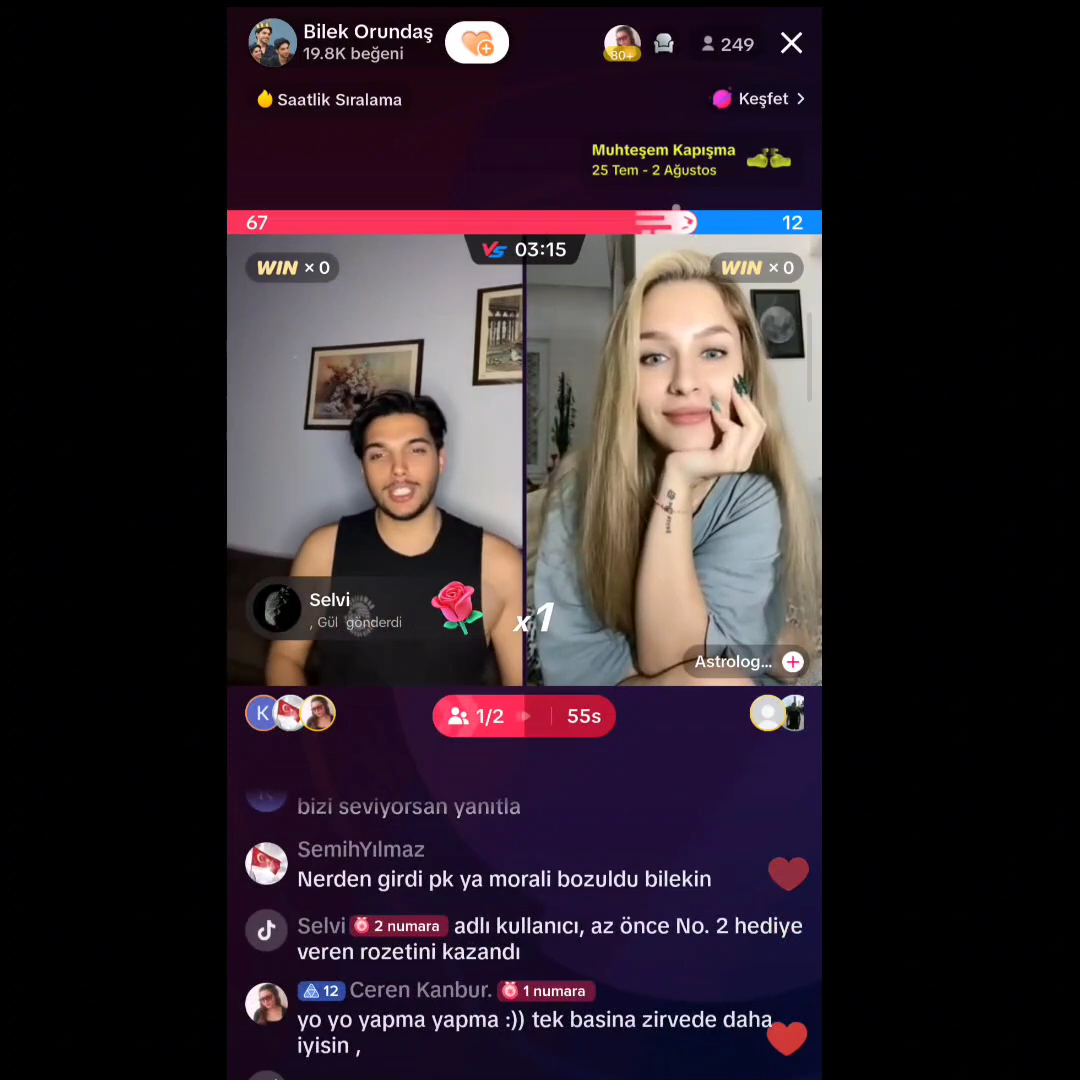 Bilek Orundaş
19.8K beğeni
80+
249
Saatlik Sıralama
Keşfet
Muhteşem Kapışma
25 Tem - 2 Ağustos
67
12
VS 03:15
WIN × 0
WIN × 0
Selvi
, Gül gönderdi
x1
Astrolog...
K
1/2
55s
bizi seviyorsan yanıtla
SemihYılmaz
Nerden girdi pk ya morali bozuldu bilekin
Selvi 2 numara adlı kullanıcı, az önce No. 2 hediye
veren rozetini kazandı
12 Ceren Kanbur. 1 numara
yo yo yapma yapma :)) tek basina zirvede daha
iyisin ,